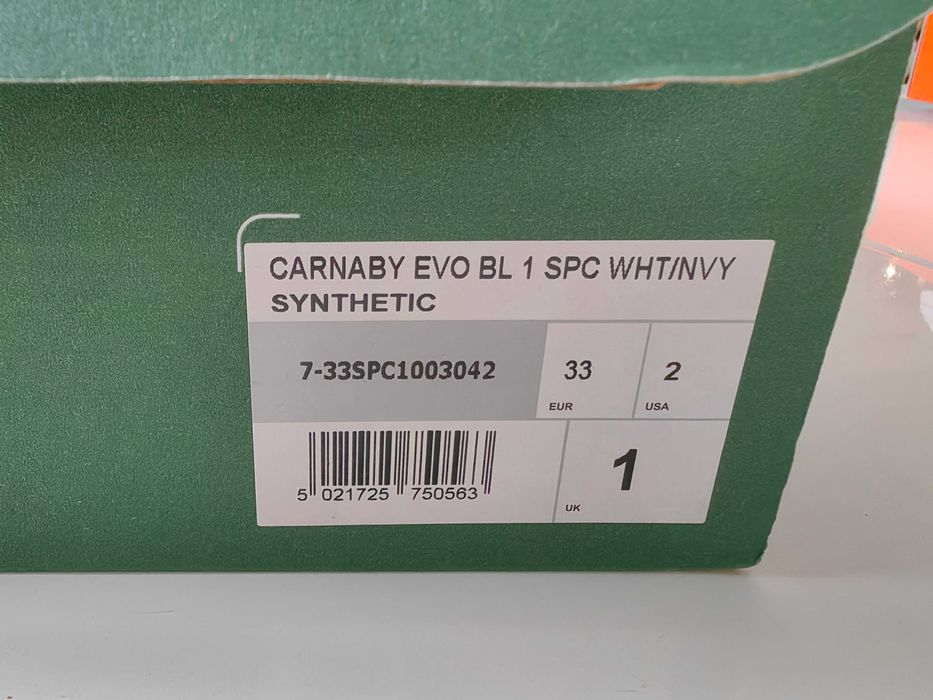 CARNABY EVO BL 1 SPC WHT/NVY
SYNTHETIC
7-33SPC1003042
33
EUR
2
USA
5 021725 750563
1
UK